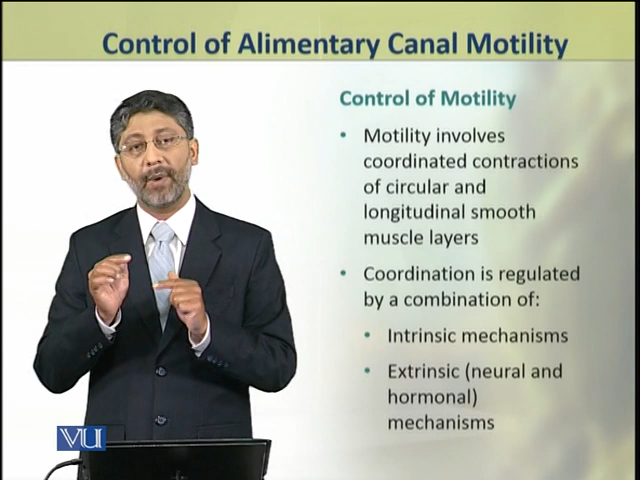 Control of Alimentary Canal Motility
Control of Motility
• Motility involves
coordinated contractions
of circular and
longitudinal smooth
muscle layers
• Coordination is regulated
by a combination of:
• Intrinsic mechanisms
• Extrinsic (neural and
hormonal)
mechanisms
VU